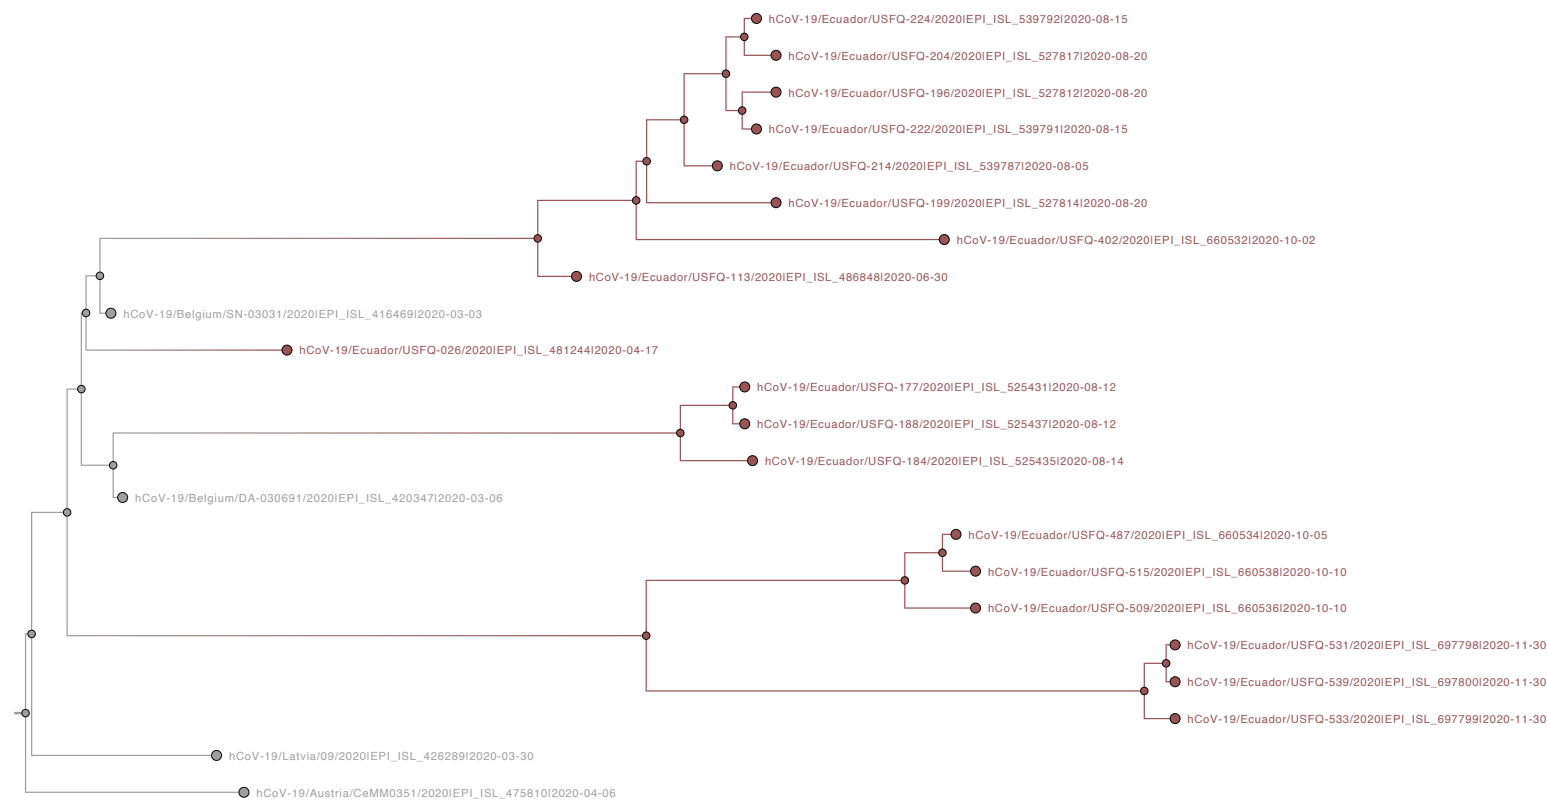 hCoV-19/Ecuador/USFQ-224/2020|EPI_ISL_539792|2020-08-15
hCoV-19/Ecuador/USFQ-204/2020|EPI_ISL_527817|2020-08-20
hCoV-19/Ecuador/USFQ-196/2020|EPI_ISL_527812|2020-08-20
hCoV-19/Ecuador/USFQ-222/2020|EPI_ISL_539791|2020-08-15
hCoV-19/Ecuador/USFQ-214/2020|EPI_ISL_539787|2020-08-05
hCoV-19/Ecuador/USFQ-199/2020|EPI_ISL_527814|2020-08-20
hCoV-19/Ecuador/USFQ-402/2020|EPI_ISL_660532|2020-10-02
hCoV-19/Ecuador/USFQ-113/2020|EPI_ISL_486848|2020-06-30
hCoV-19/Belgium/SN-03031/2020|EPI_ISL_416469|2020-03-03
hCoV-19/Ecuador/USFQ-026/2020|EPI_ISL_481244|2020-04-17
hCoV-19/Ecuador/USFQ-177/2020|EPI_ISL_525431|2020-08-12
hCoV-19/Ecuador/USFQ-188/2020|EPI_ISL_525437|2020-08-12
hCoV-19/Ecuador/USFQ-184/2020|EPI_ISL_525435|2020-08-14
hCoV-19/Belgium/DA-030691/2020|EPI_ISL_420347|2020-03-06
hCoV-19/Ecuador/USFQ-487/2020|EPI_ISL_660534|2020-10-05
hCoV-19/Ecuador/USFQ-515/2020|EPI_ISL_660538|2020-10-10
hCoV-19/Ecuador/USFQ-509/2020|EPI_ISL_660536|2020-10-10
hCoV-19/Ecuador/USFQ-531/2020|EPI_ISL_697798|2020-11-30
hCoV-19/Ecuador/USFQ-539/2020|EPI_ISL_697800|2020-11-30
hCoV-19/Ecuador/USFQ-533/2020|EPI_ISL_697799|2020-11-30
hCoV-19/Latvia/09/2020|EPI_ISL_426289|2020-03-30
hCoV-19/Austria/CeMM0351/2020|EPI_ISL_475810|2020-04-06